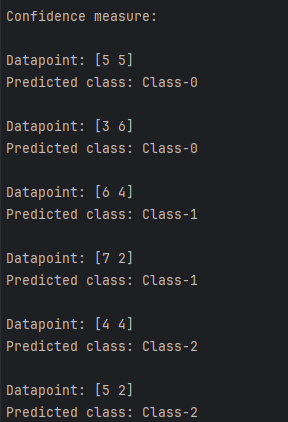 Confidence measure:
Datapoint: [5 5]
Predicted class: Class-0
Datapoint: [3 6]
Predicted class: Class-0
Datapoint: [6 4]
Predicted class: Class-1
Datapoint: [7 2]
Predicted class: Class-1
Datapoint: [4 4]
Predicted class: Class-2
Datapoint: [5 2]
Predicted class: Class-2